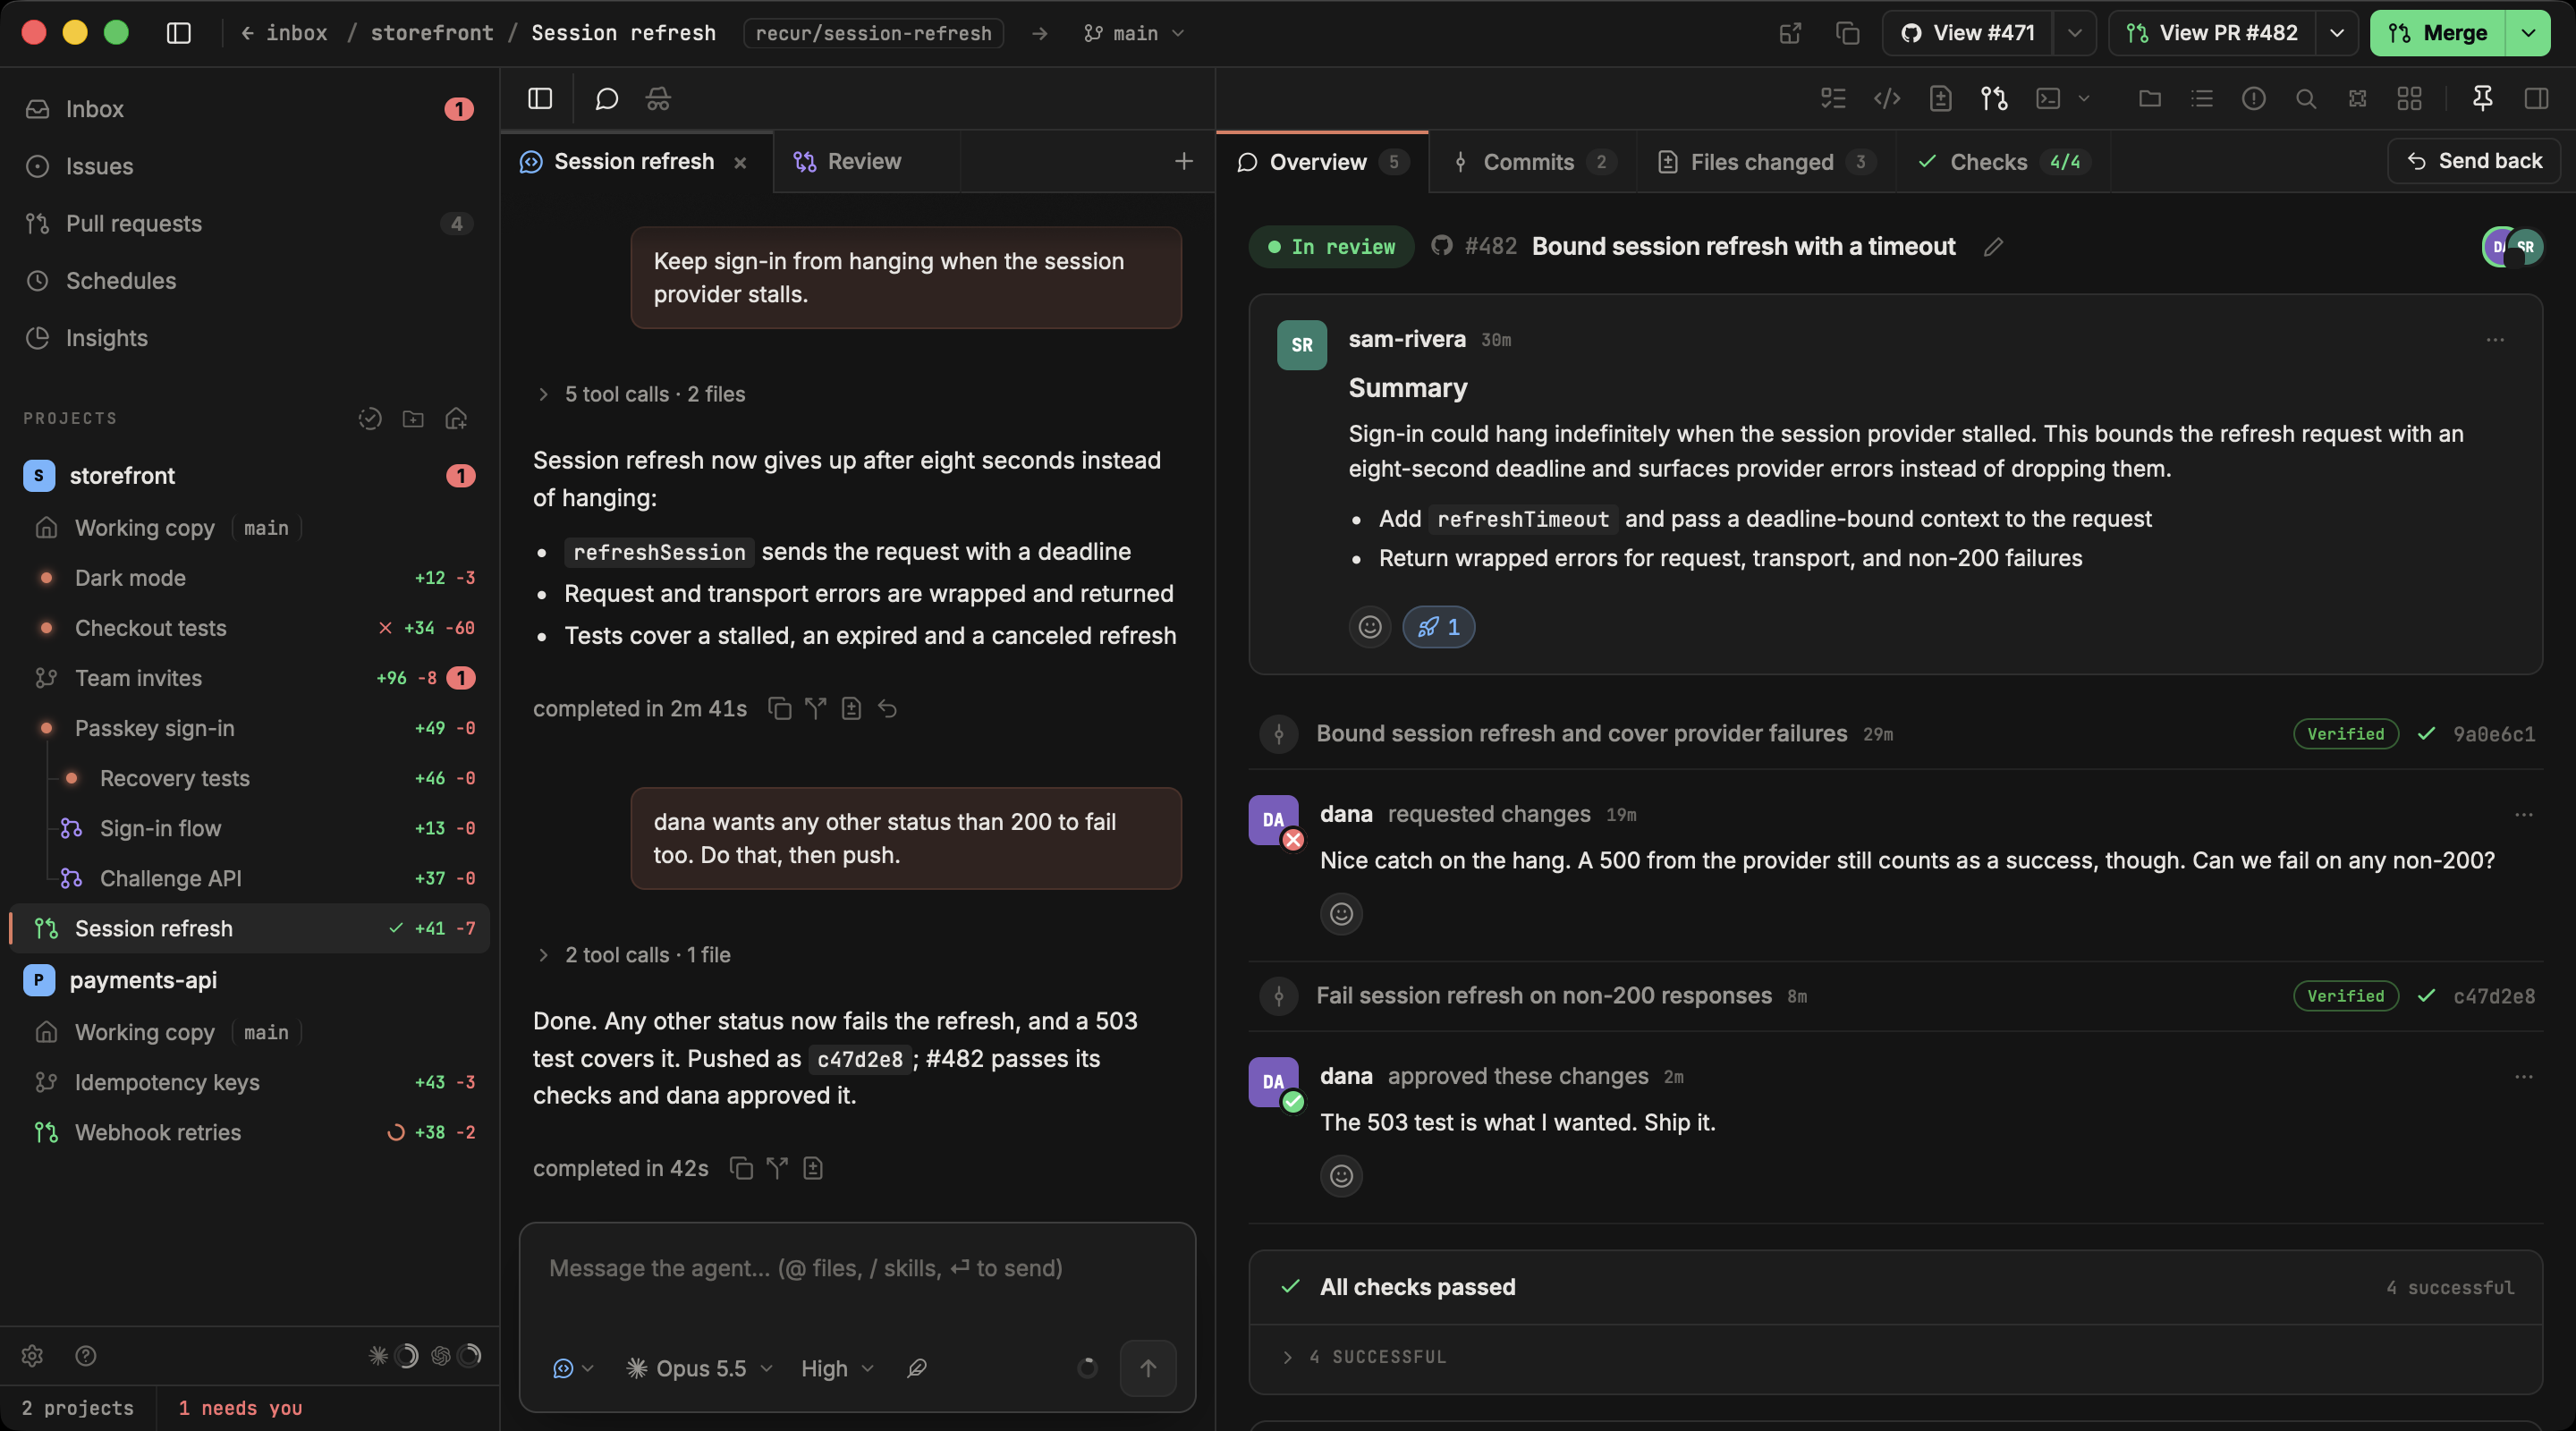 ← inbox / storefront / Session refresh recur/session-refresh → main
View #471
View PR #482
Merge
Inbox 1
Issues
Pull requests 4
Schedules
Insights
PROJECTS
S storefront 1
Working copy main
Dark mode +12 -3
Checkout tests × +34 -60
Team invites +96 -8 1
Passkey sign-in +49 -0
Recovery tests +46 -0
Sign-in flow +13 -0
Challenge API +37 -0
Session refresh ✓ +41 -7
P payments-api
Working copy main
Idempotency keys +43 -3
Webhook retries +38 -2
2 projects
1 needs you
Session refresh ×
Review
+
Keep sign-in from hanging when the session
provider stalls.
5 tool calls · 2 files
Session refresh now gives up after eight seconds instead
of hanging:
• refreshSession sends the request with a deadline
• Request and transport errors are wrapped and returned
• Tests cover a stalled, an expired and a canceled refresh
completed in 2m 41s
dana wants any other status than 200 to fail
too. Do that, then push.
2 tool calls · 1 file
Done. Any other status now fails the refresh, and a 503
test covers it. Pushed as c47d2e8; #482 passes its
checks and dana approved it.
completed in 42s
Message the agent... (@ files, / skills, ⏎ to send)
Opus 5.5
High
Overview 5
Commits 2
Files changed 3
Checks 4/4
Send back
In review #482 Bound session refresh with a timeout
SR
SR
sam-rivera 30m
Summary
Sign-in could hang indefinitely when the session provider stalled. This bounds the refresh request with an
eight-second deadline and surfaces provider errors instead of dropping them.
• Add refreshTimeout and pass a deadline-bound context to the request
• Return wrapped errors for request, transport, and non-200 failures
1
Bound session refresh and cover provider failures 29m Verified ✓ 9a0e6c1
DA
dana requested changes 19m
Nice catch on the hang. A 500 from the provider still counts as a success, though. Can we fail on any non-200?
Fail session refresh on non-200 responses 8m Verified ✓ c47d2e8
DA
dana approved these changes 2m
The 503 test is what I wanted. Ship it.
All checks passed 4 successful
4 SUCCESSFUL